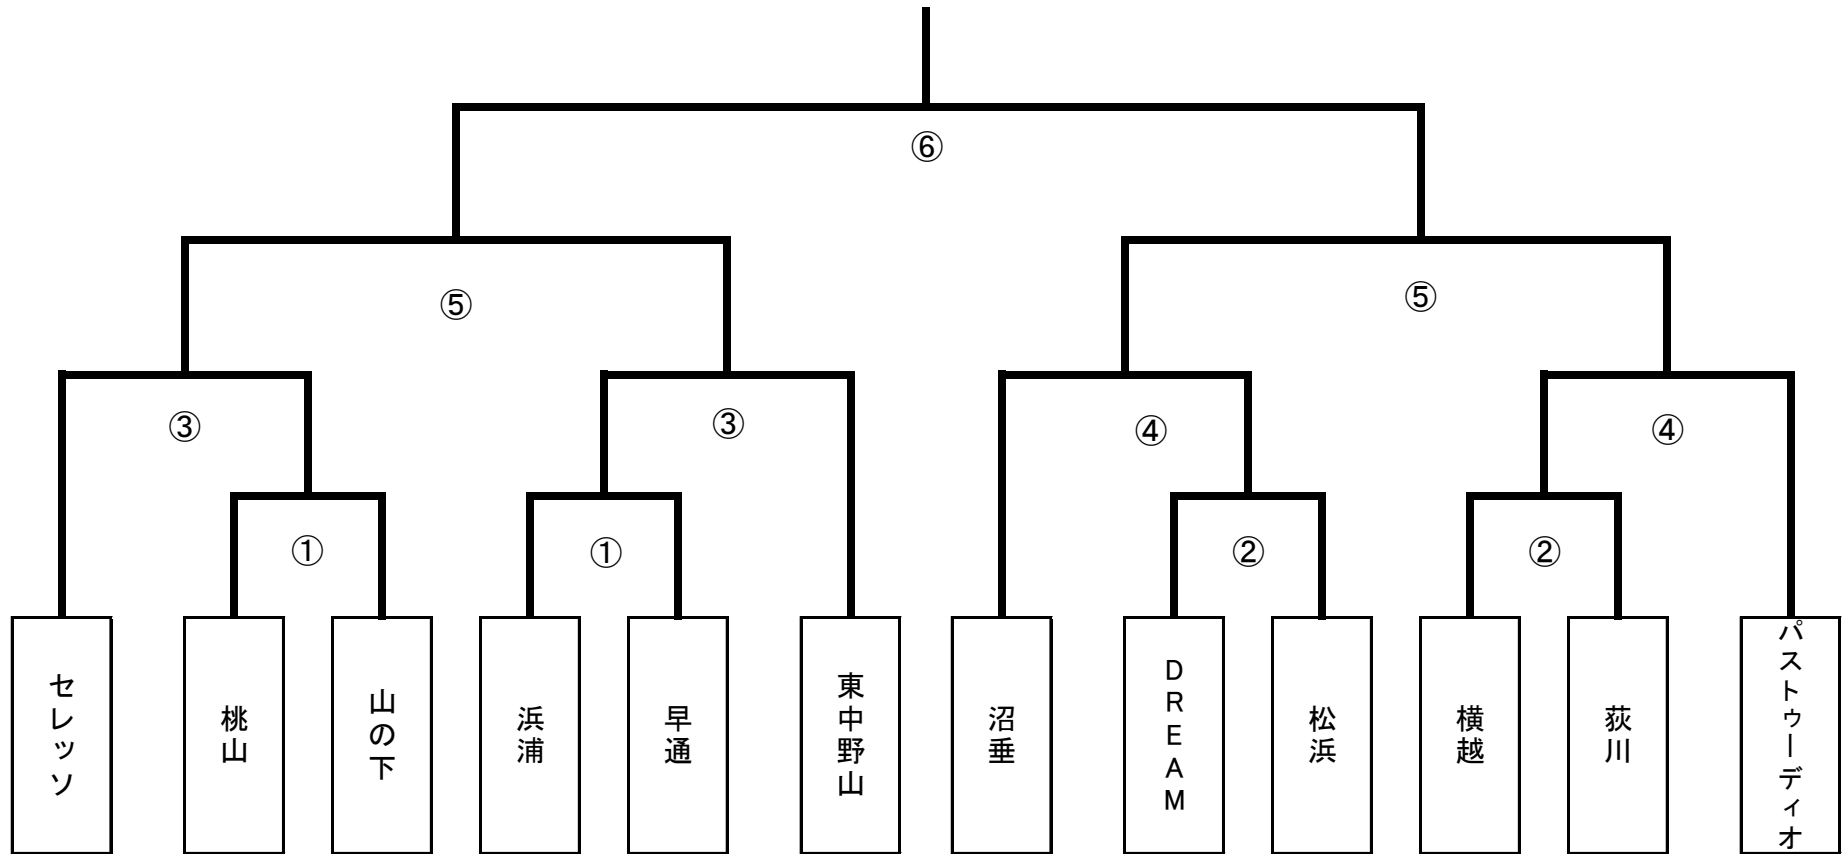 ⑥
⑤
⑤
③
③
④
④
①
①
②
②
セレッソ
桃山
山の下
浜浦
早通
東中野山
沼垂
DREAM
松浜
横越
荻川
パストゥーディオ